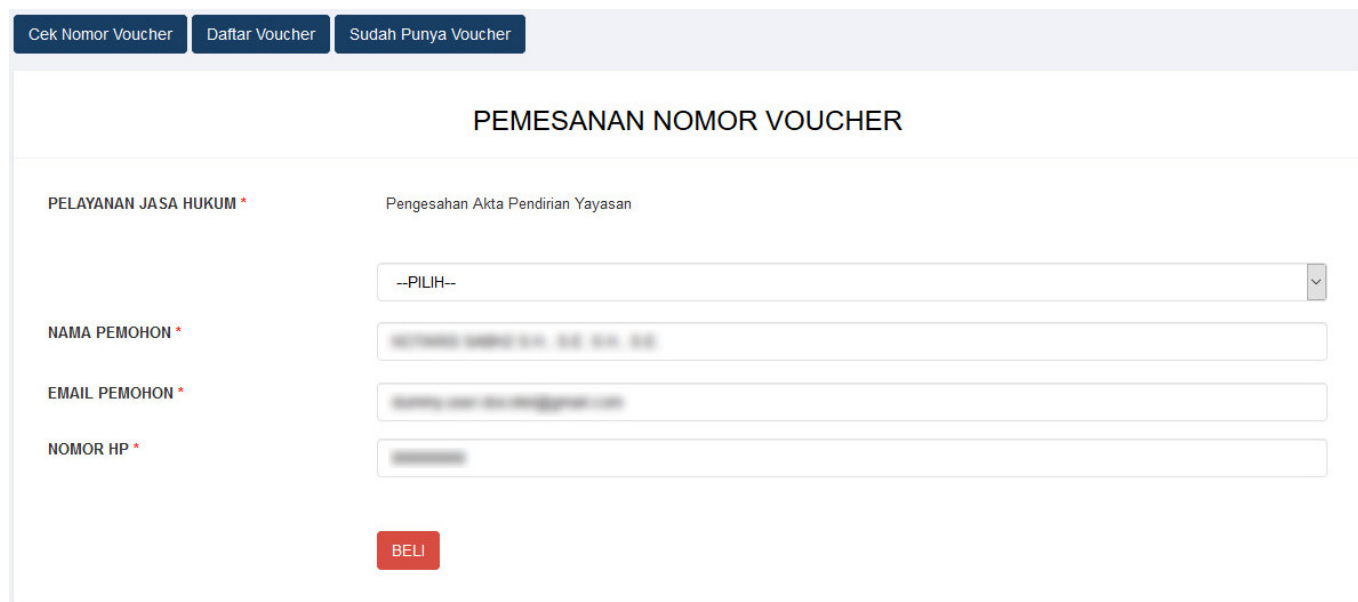 Cek Nomor Voucher Daftar Voucher Sudah Punya Voucher
PEMESANAN NOMOR VOUCHER
PELAYANAN JASA HUKUM * Pengesahan Akta Pendirian Yayasan
--PILIH--
NAMA PEMOHON *
EMAIL PEMOHON *
NOMOR HP *
BELI